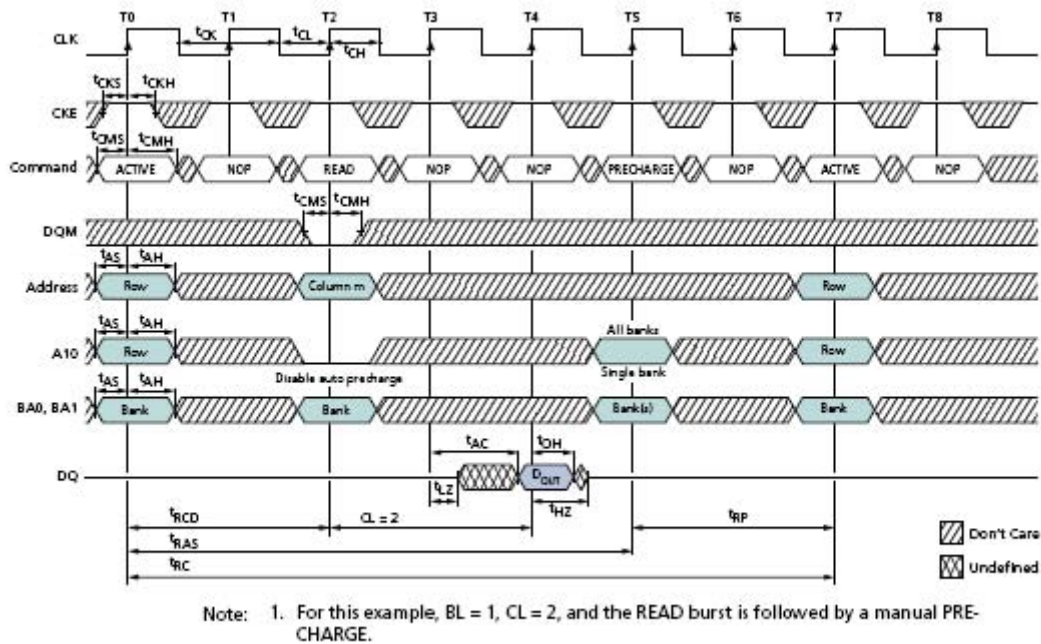 T0 T1 T2 T3 T4 T5 T6 T7 T8
CLK tCK tCL tCH
tCKS tCKH
CKE
tCMS tCMH
Command ACTIVE NOP READ NOP NOP PRECHARGE NOP ACTIVE NOP
tCMS tCMH
DQM
tAS tAH
Address Row Column m Row
tAS tAH All banks
A10 Row Row
Disable auto precharge Single bank
tAS tAH
BA0, BA1 Bank Bank Bank(s) Bank
tAC tOH
DQ DOUT
tLZ tHZ
tRCD CL = 2 tRP
tRAS
tRC
Don't Care
Undefined
Note: 1. For this example, BL = 1, CL = 2, and the READ burst is followed by a manual PRE-
CHARGE.